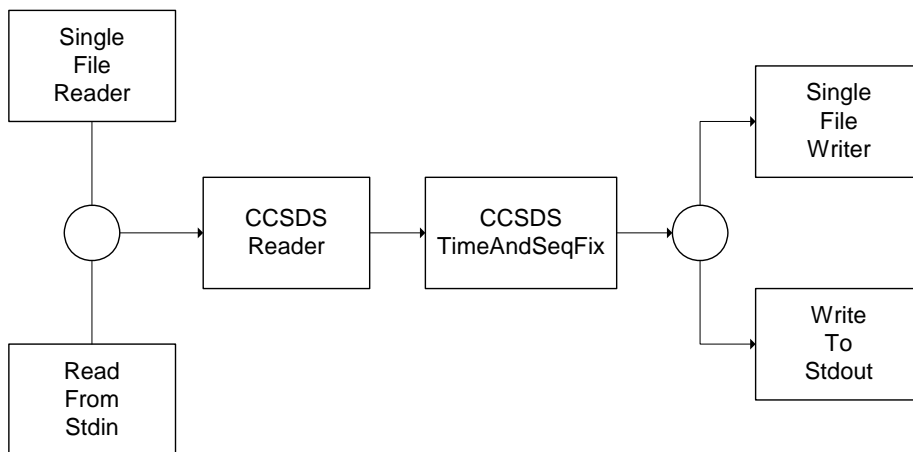 Single
File
Reader
Single
File
Writer
CCSDS
Reader
CCSDS
TimeAndSeqFix
Read
From
Stdin
Write
To
Stdout